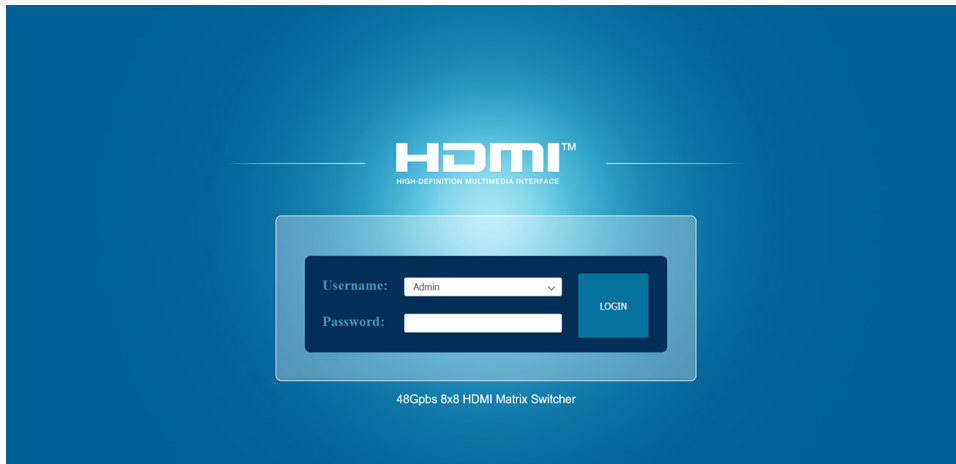 HDMI™
HIGH-DEFINITION MULTIMEDIA INTERFACE
Username: Admin
LOGIN
Password:
48Gpbs 8x8 HDMI Matrix Switcher